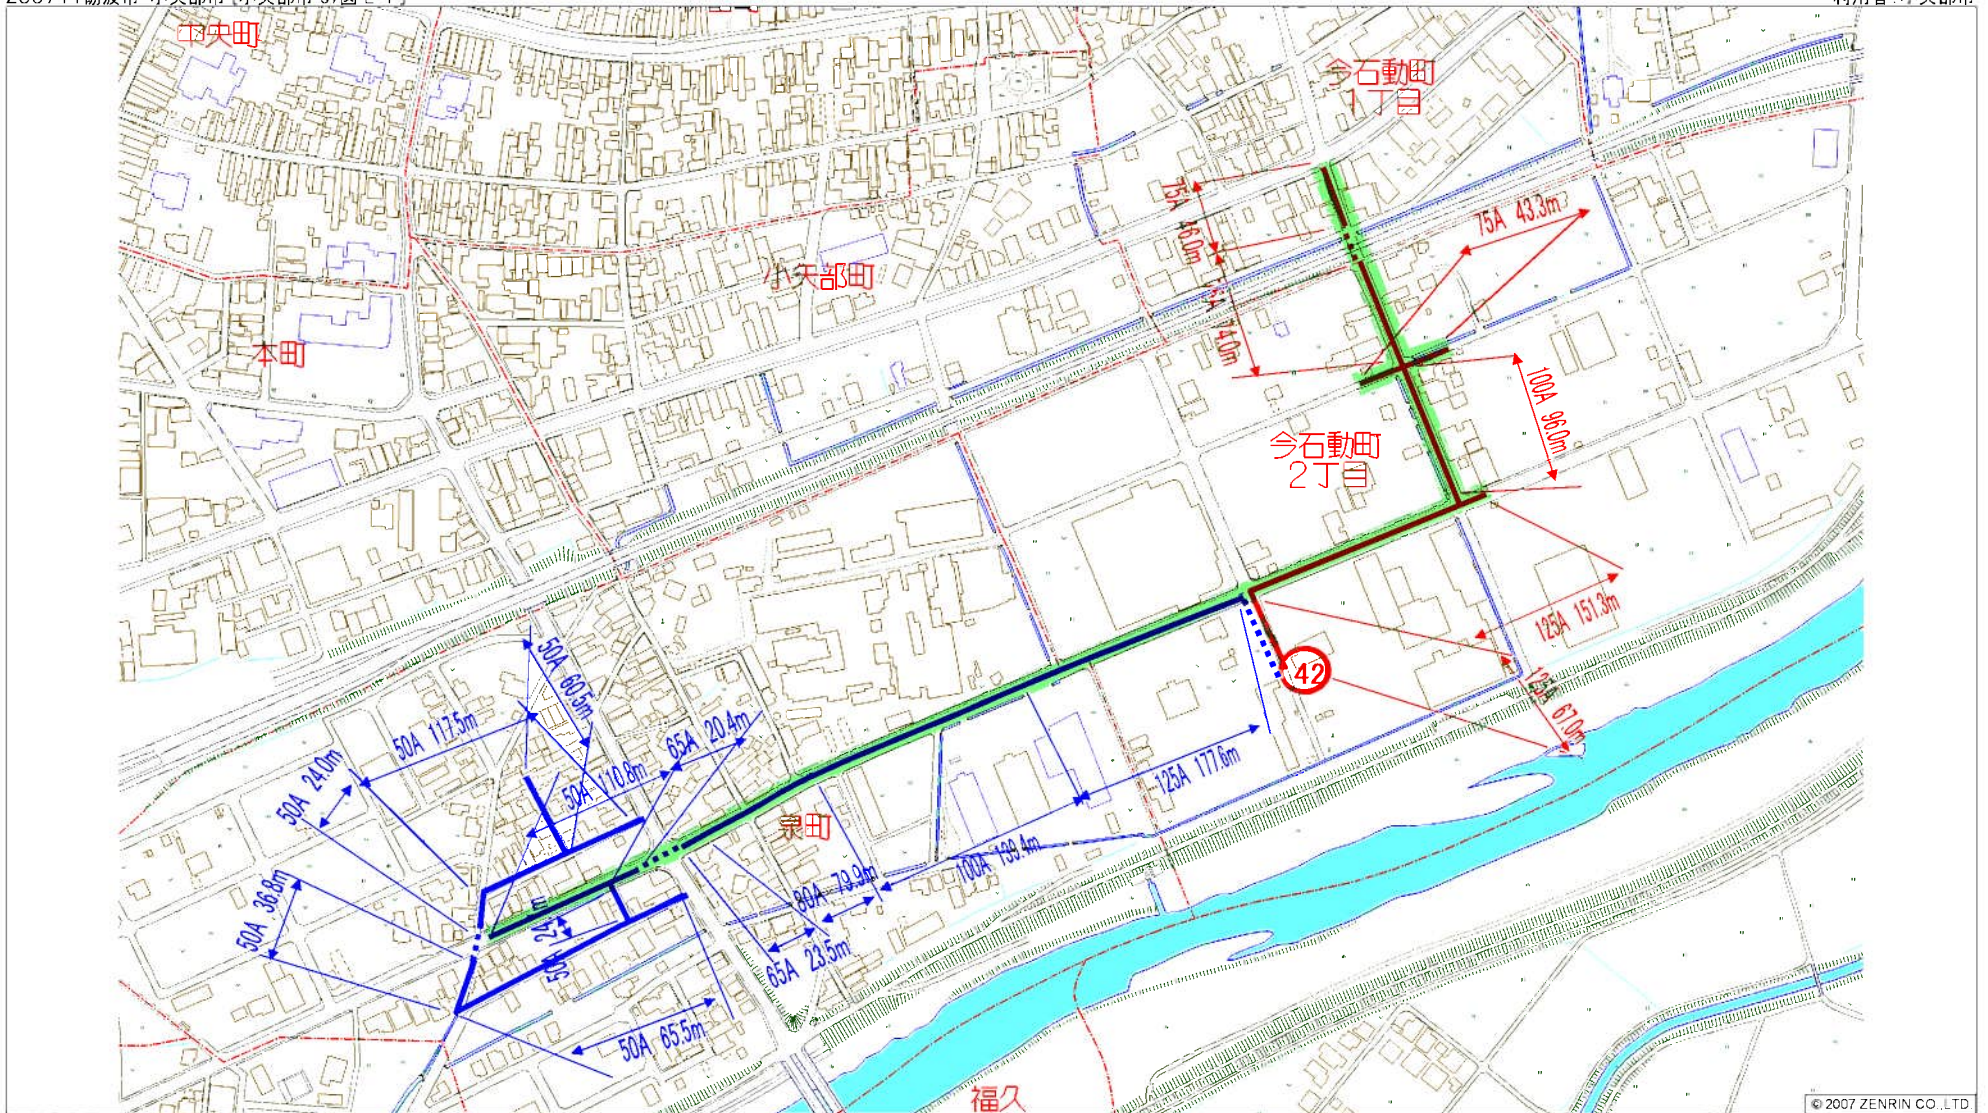 中央町
今石動町
1丁目
75A 46.0m
75A 43.3m
小矢部町
本町
74.0m
100A 96.0m
今石動町
2丁目
125A 151.3m
42
67.0m
50A 60.5m
50A 117.5m
65A 20.4m
50A 110.8m
50A 24.0m
125A 177.6m
泉町
100A 139.4m
80A 79.9m
50A 36.8m
50A
65A 23.5m
50A 65.5m
福久
© 2007 ZENRIN CO., LTD